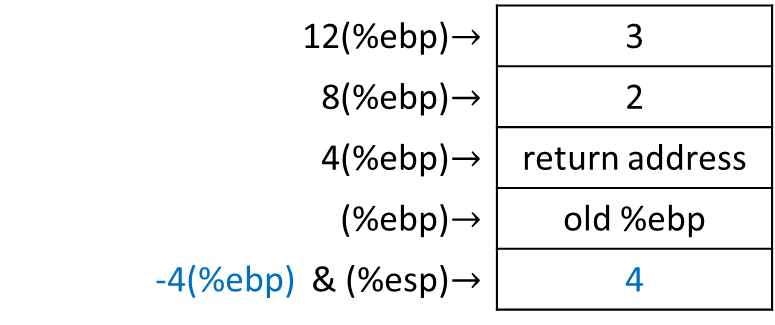 12(%ebp)→ 3
8(%ebp)→ 2
4(%ebp)→ return address
(%ebp)→ old %ebp
-4(%ebp) & (%esp)→ 4